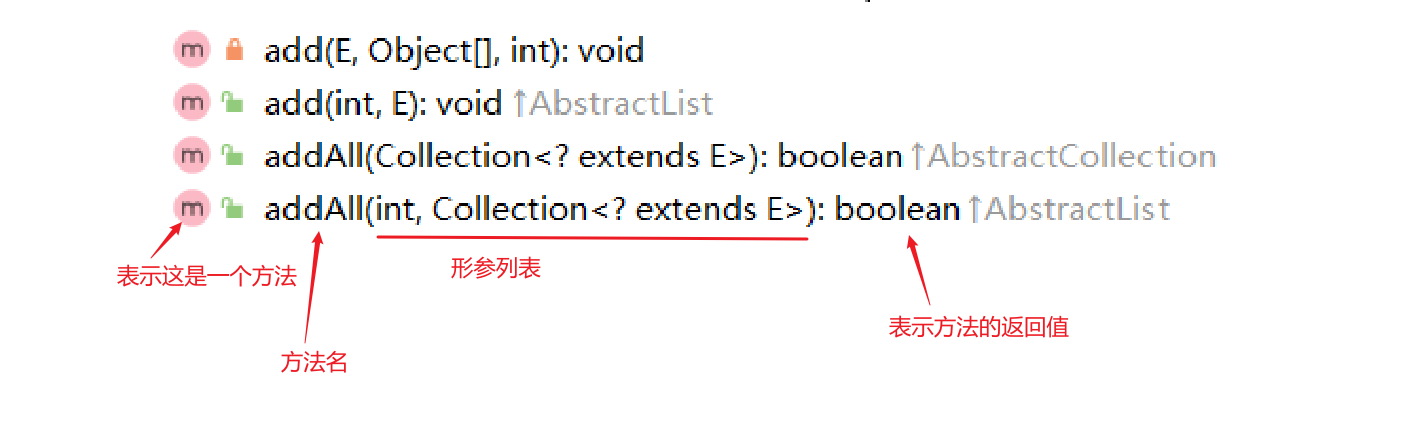 m add(E, Object[], int): void
m add(int, E): void ↑AbstractList
m addAll(Collection<? extends E>): boolean ↑AbstractCollection
m addAll(int, Collection<? extends E>): boolean ↑AbstractList
表示这是一个方法
形参列表
表示方法的返回值
方法名